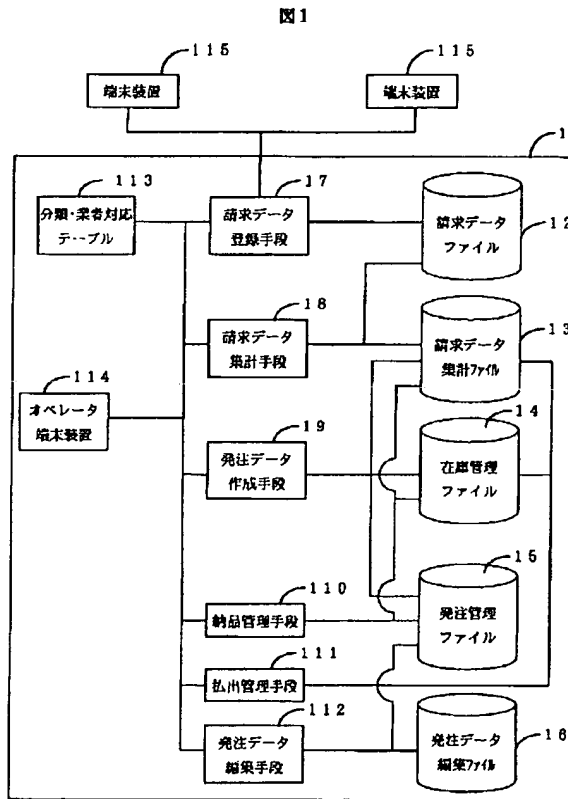 図1
115
115
端末装置
端末装置
1
113
17
分類・業者対応
テーブル
請求データ
登録手段
請求データ
ファイル
12
18
請求データ
集計手段
13
請求データ
集計ファイル
114
オペレータ
端末装置
19
14
発注データ
作成手段
在庫管理
ファイル
110
15
納品管理手段
発注管理
ファイル
111
払出管理手段
112
発注データ
編集手段
発注データ
編集ファイル
16